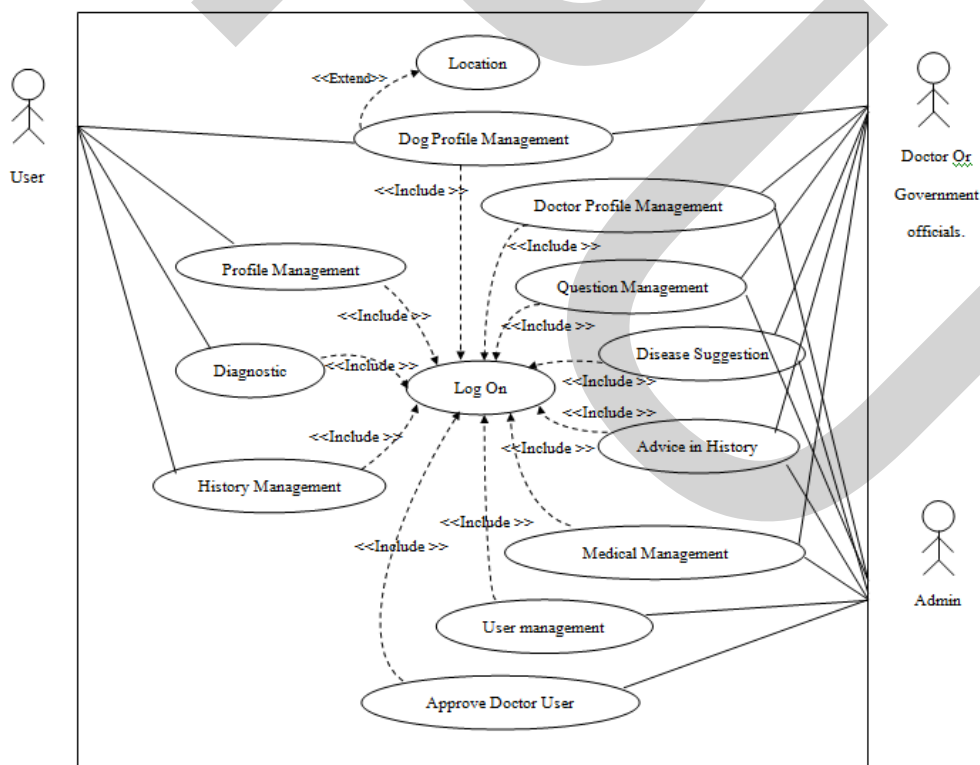 Location
<<Extend>>
Dog Profile Management
User
Doctor Or
Government
officials.
<<Include >>
Doctor Profile Management
<<Include >>
Profile Management
Question Management
<<Include >>
<<Include >>
Disease Suggestion
Diagnostic
<<Include >>
<<Include >>
Log On
<<Include >>
<<Include >>
<<Include >>
Advice in History
History Management
<<Include >>
<<Include >>
Medical Management
Admin
User management
Approve Doctor User